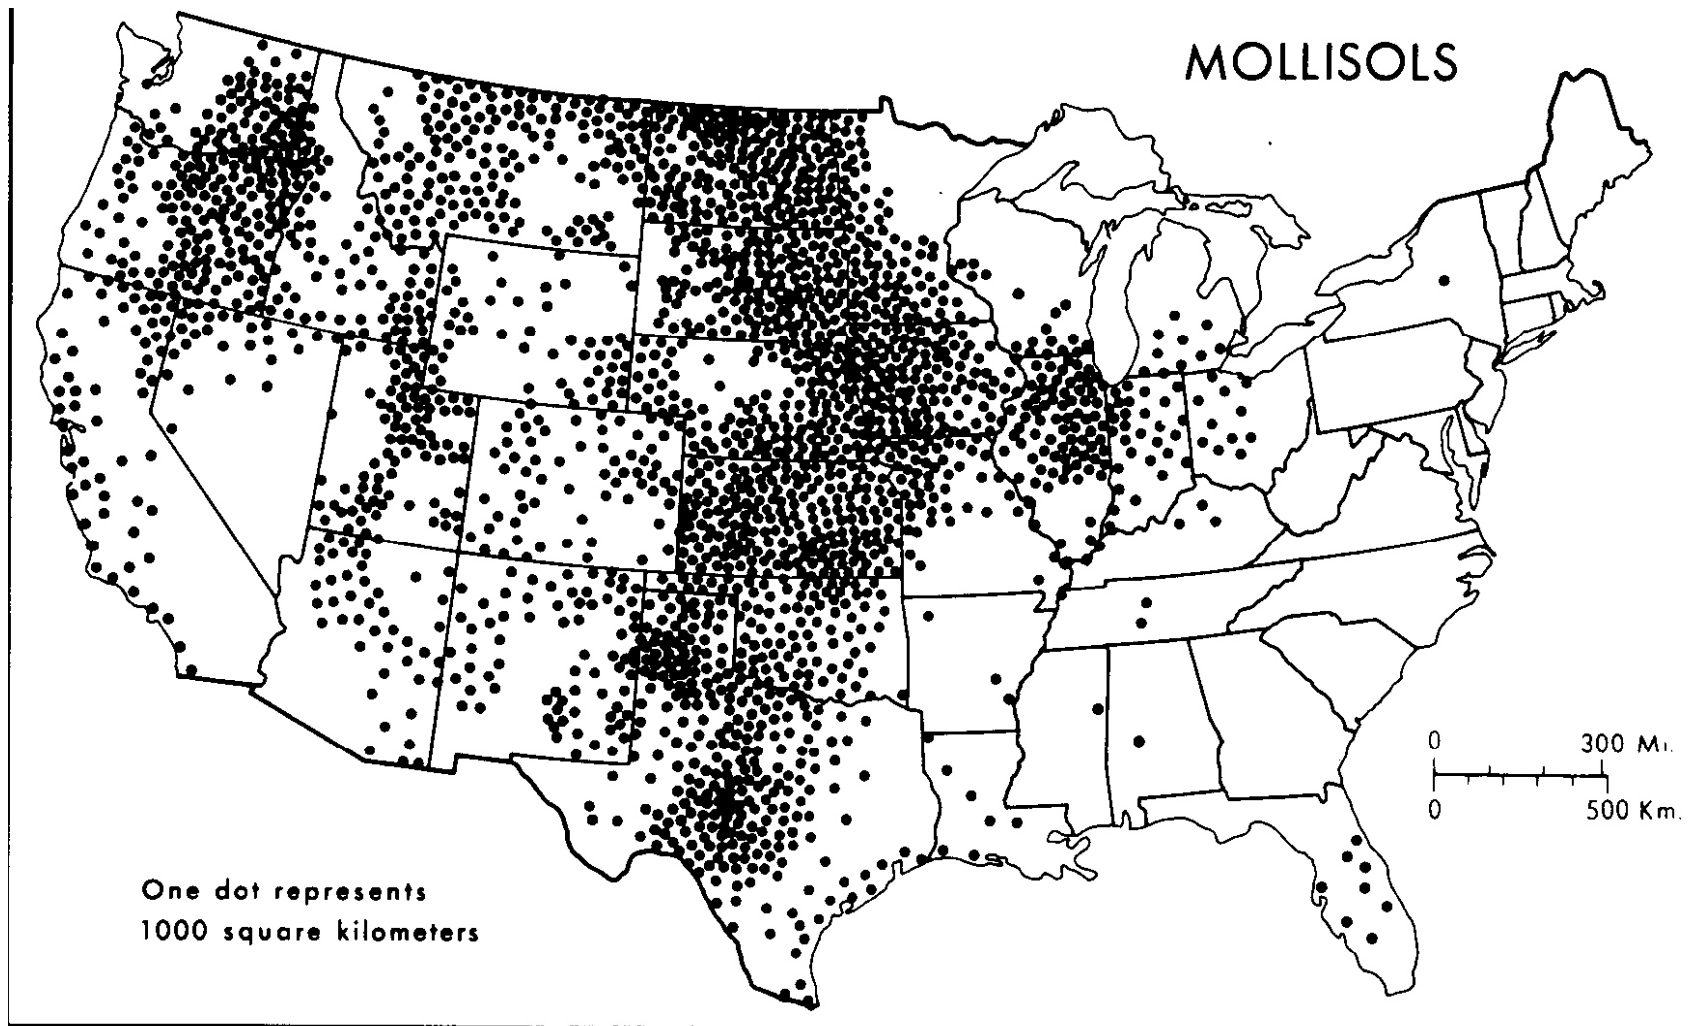 MOLLISOLS
0 300 Mi.
0 500 Km.
One dot represents
1000 square kilometers